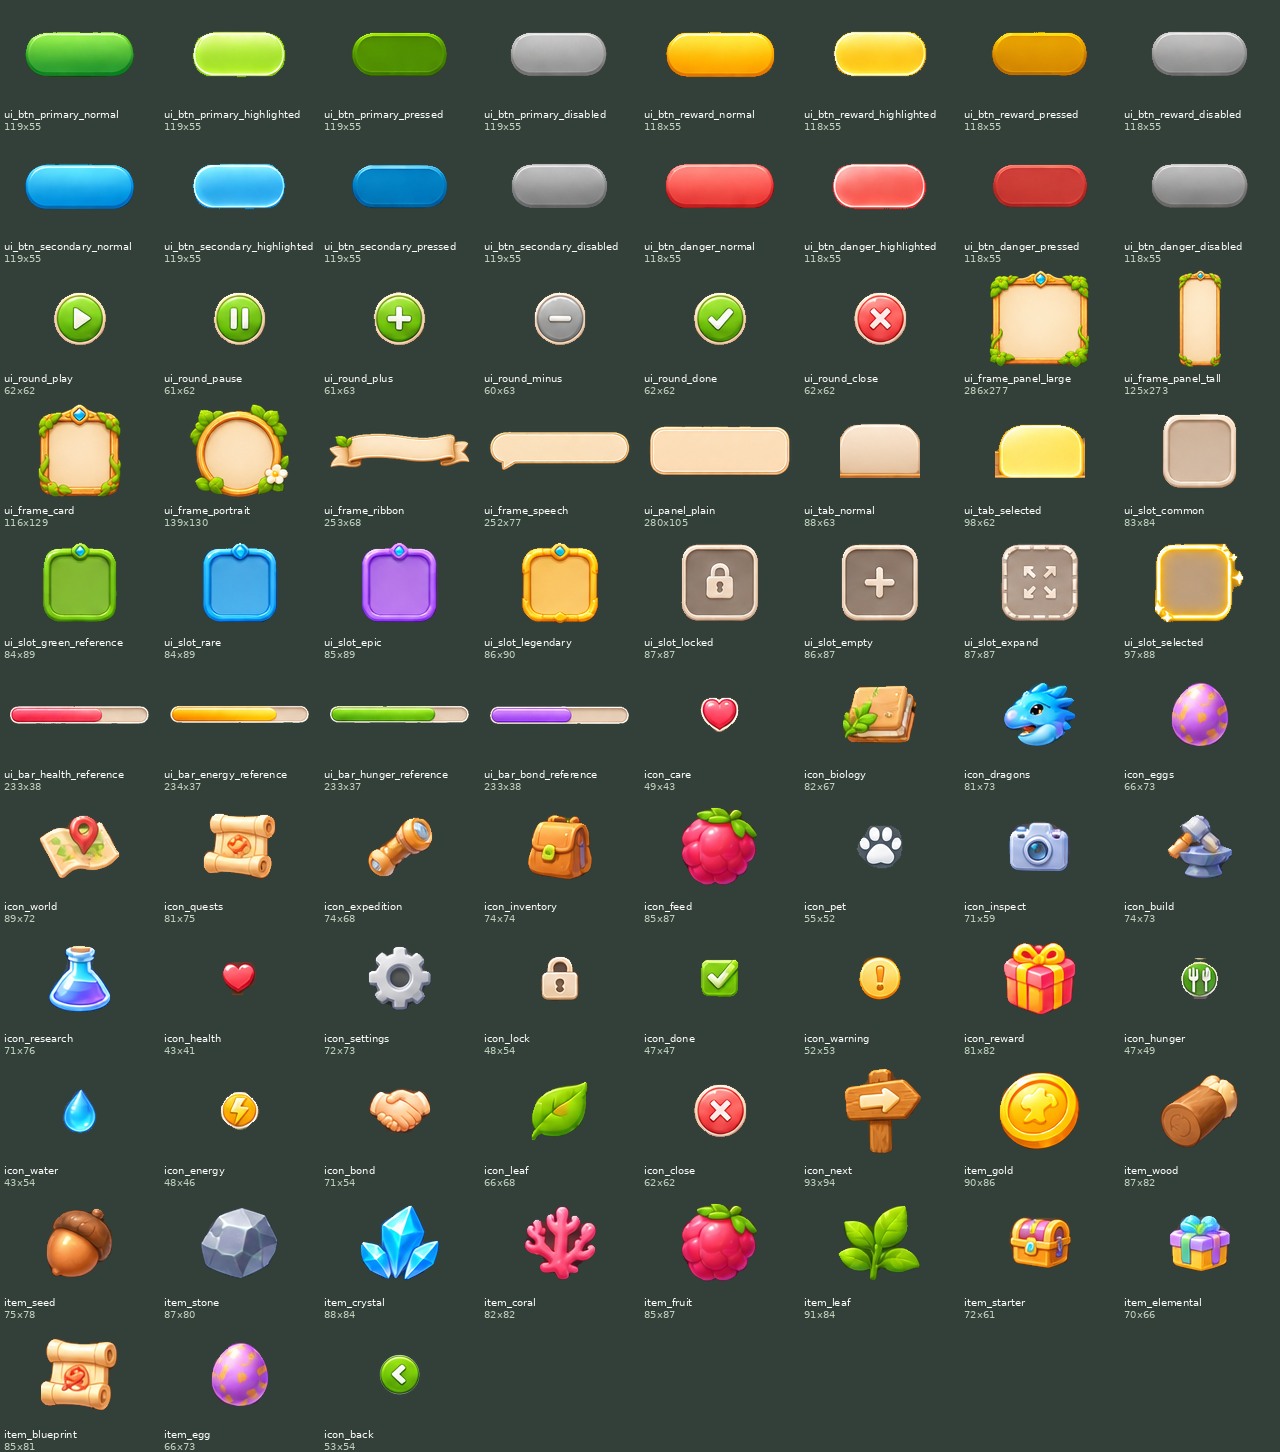 ui_btn_primary_normal ui_btn_primary_highlighted ui_btn_primary_pressed ui_btn_primary_disabled ui_btn_reward_normal ui_btn_reward_highlighted ui_btn_reward_pressed ui_btn_reward_disabled
119x55 119x55 119x55 119x55 118x55 118x55 118x55 118x55
ui_btn_secondary_normal ui_btn_secondary_highlighted ui_btn_secondary_pressed ui_btn_secondary_disabled ui_btn_danger_normal ui_btn_danger_highlighted ui_btn_danger_pressed ui_btn_danger_disabled
119x55 119x55 119x55 119x55 118x55 118x55 118x55 118x55
ui_round_play ui_round_pause ui_round_plus ui_round_minus ui_round_done ui_round_close ui_frame_panel_large ui_frame_panel_tall
62x62 61x62 61x63 60x63 62x62 62x62 286x277 125x273
ui_frame_card ui_frame_portrait ui_frame_ribbon ui_frame_speech ui_panel_plain ui_tab_normal ui_tab_selected ui_slot_common
116x129 139x130 253x68 252x77 280x105 88x63 98x62 83x84
ui_slot_green_reference ui_slot_rare ui_slot_epic ui_slot_legendary ui_slot_locked ui_slot_empty ui_slot_expand ui_slot_selected
84x89 84x89 85x89 86x90 87x87 86x87 87x87 97x88
ui_bar_health_reference ui_bar_energy_reference ui_bar_hunger_reference ui_bar_bond_reference icon_care icon_biology icon_dragons icon_eggs
233x38 234x37 233x37 233x38 49x43 82x67 81x73 66x73
icon_world icon_quests icon_expedition icon_inventory icon_feed icon_pet icon_inspect icon_build
89x72 81x75 74x68 74x74 85x87 55x52 71x59 74x73
icon_research icon_health icon_settings icon_lock icon_done icon_warning icon_reward icon_hunger
71x76 43x41 72x73 48x54 47x47 52x53 81x82 47x49
icon_water icon_energy icon_bond icon_leaf icon_close icon_next item_gold item_wood
43x54 48x46 71x54 66x68 62x62 93x94 90x86 87x82
item_seed item_stone item_crystal item_coral item_fruit item_leaf item_starter item_elemental
75x78 87x80 88x84 82x82 85x87 91x84 72x61 70x66
item_blueprint item_egg icon_back
85x81 66x73 53x54